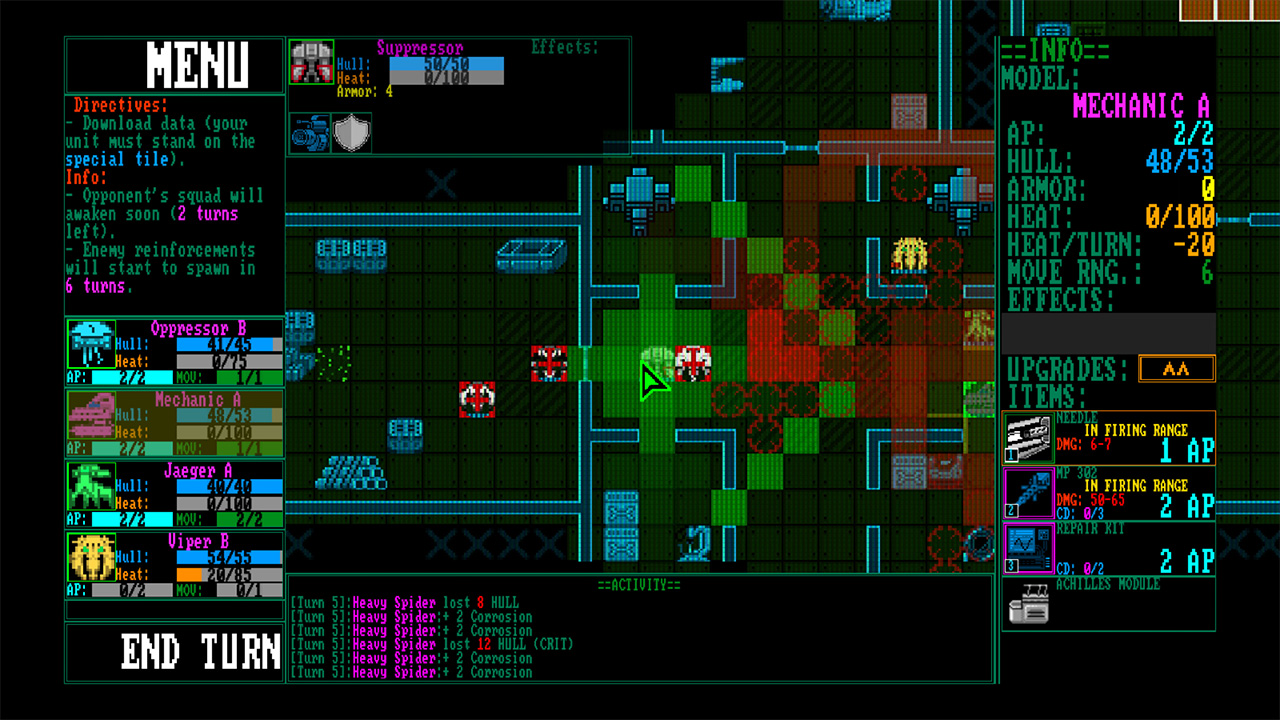 MENU
Directives:
- Download data (your
unit must stand on the
special tile).
Info:
- Opponent's squad will
awaken soon (2 turns
left).
- Enemy reinforcements
will start to spawn in
6 turns.
Oppressor B
Hull: 41/45
Heat: 0/75
AP: 2/2 MOV: 1/1
Mechanic A
Hull: 48/53
Heat: 0/100
AP: 2/2 MOV: 1/1
Jaeger A
Hull: 40/40
Heat: 0/100
AP: 2/2 MOV: 2/2
Viper B
Hull: 54/55
Heat: 20/85
AP: 0/2 MOV: 0/1
END TURN
Suppressor
Effects:
Hull: 50/50
Heat: 0/100
Armor: 4
==ACTIVITY==
[Turn 5]:Heavy Spider lost 8 HULL
[Turn 5]:Heavy Spider:+ 2 Corrosion
[Turn 5]:Heavy Spider:+ 2 Corrosion
[Turn 5]:Heavy Spider lost 12 HULL (CRIT)
[Turn 5]:Heavy Spider:+ 2 Corrosion
[Turn 5]:Heavy Spider:+ 2 Corrosion
==INFO==
MODEL:
MECHANIC A
AP: 2/2
HULL: 48/53
ARMOR: 0
HEAT: 0/100
HEAT/TURN: -20
MOVE RNG.: 6
EFFECTS:
UPGRADES:
ITEMS:
NEEDLE
IN FIRING RANGE
DMG: 6-7
1 AP
1
MP 302
IN FIRING RANGE
DMG: 50-65
CD: 0/3
2 AP
2
REPAIR KIT
CD: 0/2
2 AP
3
ACHILLES MODULE